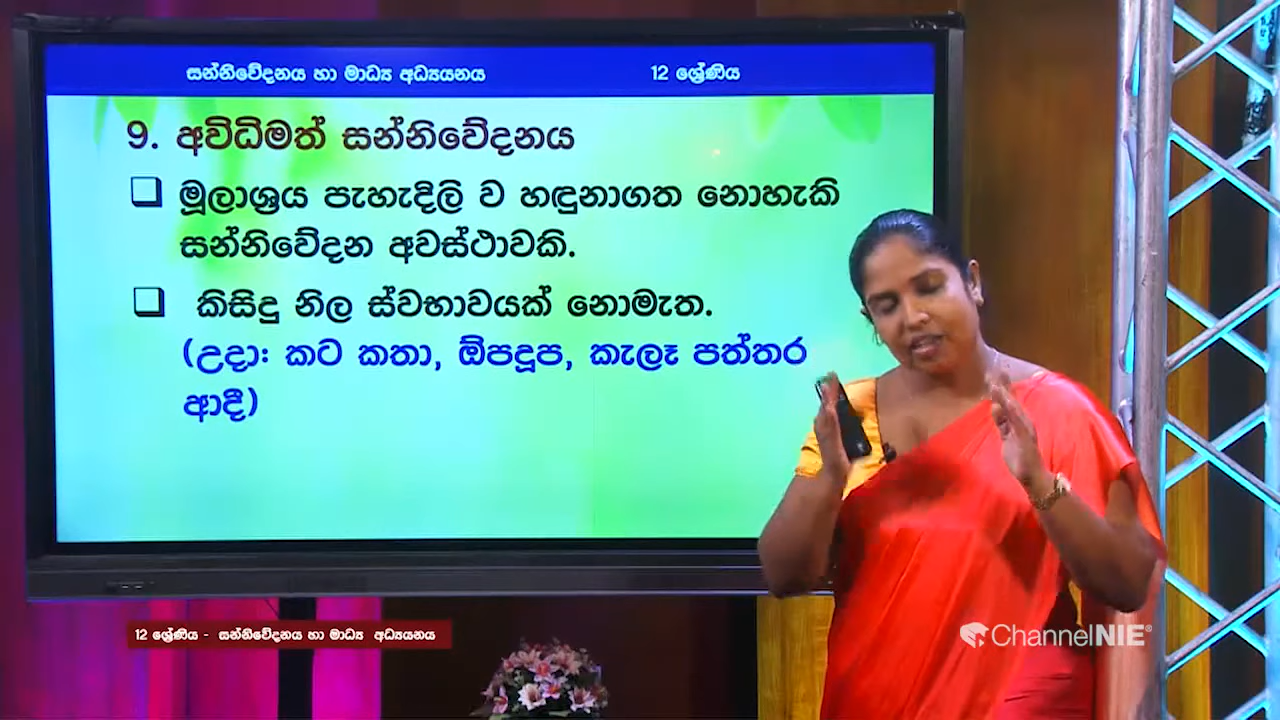 සන්නිවේදනය හා මාධ්‍ය අධ්‍යයනය 12 ශ්‍රේණිය
9. අවිධිමත් සන්නිවේදනය
❑ මූලාශ්‍රය පැහැදිලි ව හඳුනාගත නොහැකි
සන්නිවේදන අවස්ථාවකි.
❑ කිසිදු නිල ස්වභාවයක් නොමැත.
(උදා: කට කතා, ඕපදූප, කැලෑ පත්තර
ආදී)
12 ශ්‍රේණිය - සන්නිවේදනය හා මාධ්‍ය අධ්‍යයනය
ChannelNIE®